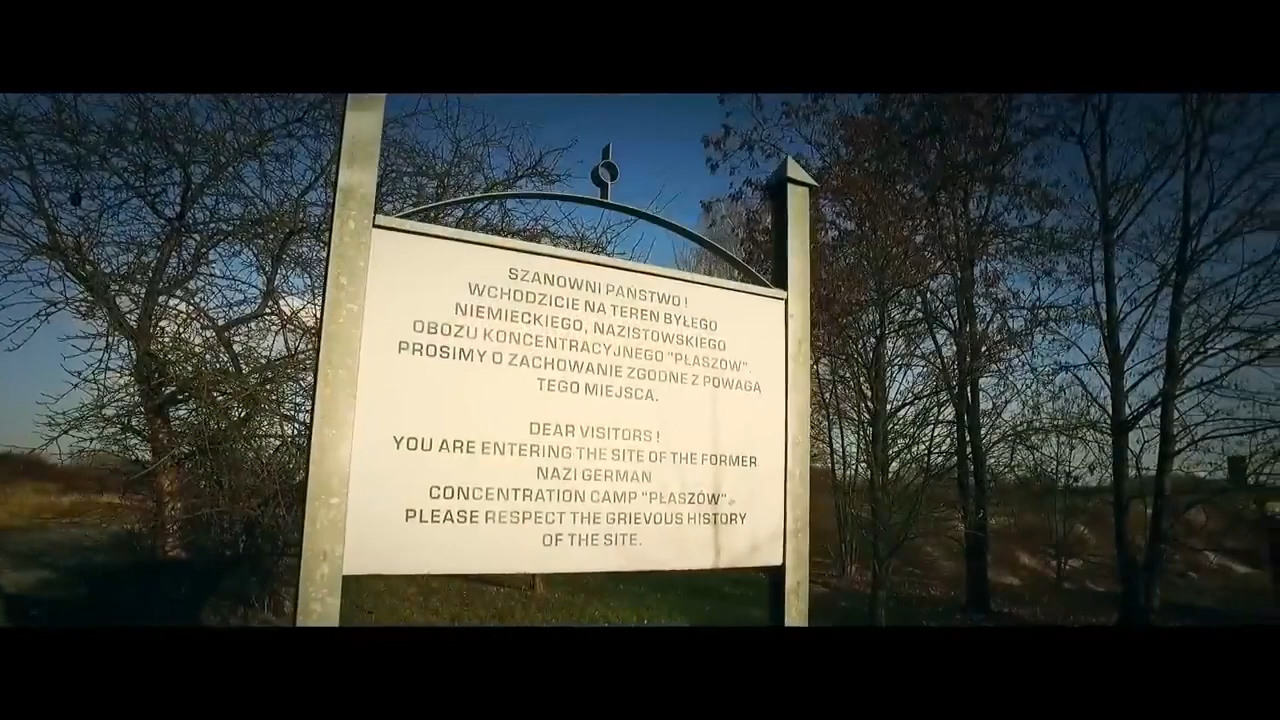 SZANOWNI PAŃSTWO !
WCHODZICIE NA TEREN BYŁEGO
NIEMIECKIEGO, NAZISTOWSKIEGO
OBOZU KONCENTRACYJNEGO "PŁASZÓW".
PROSIMY O ZACHOWANIE ZGODNE Z POWAGĄ
TEGO MIEJSCA.
DEAR VISITORS !
YOU ARE ENTERING THE SITE OF THE FORMER
NAZI GERMAN
CONCENTRATION CAMP "PŁASZÓW".
PLEASE RESPECT THE GRIEVOUS HISTORY
OF THE SITE.